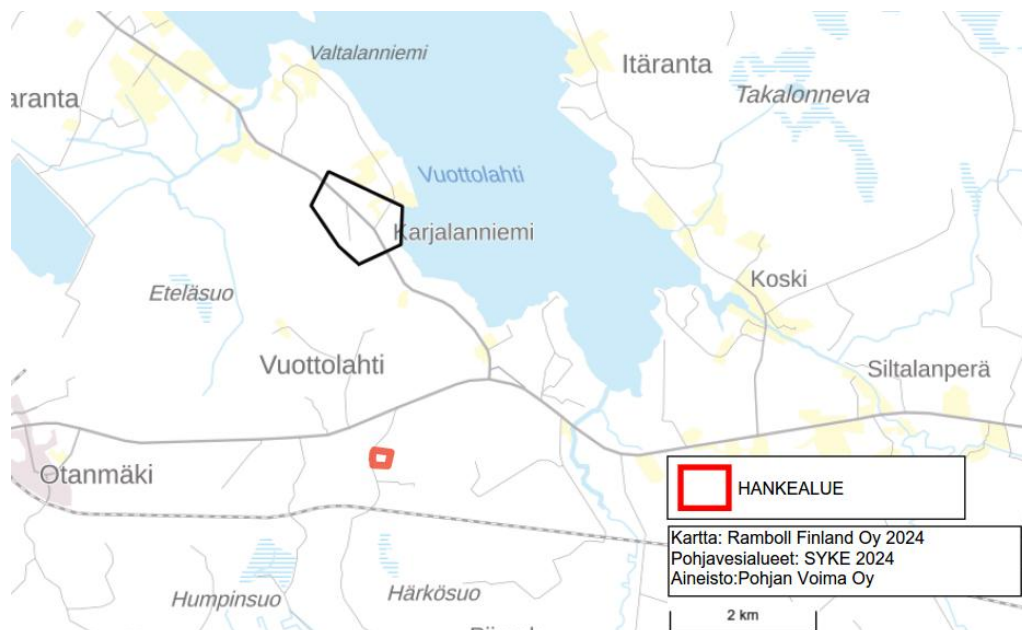 Valtalanniemi
Itäranta
aranta
Takalonneva
Vuottolahti
Karjalanniemi
Koski
Eteläsuo
Vuottolahti
Siltalanperä
Otanmäki
HANKEALUE
Kartta: Ramboll Finland Oy 2024
Pohjavesialueet: SYKE 2024
Aineisto:Pohjan Voima Oy
Humpinsuo
Härkösuo
2 km